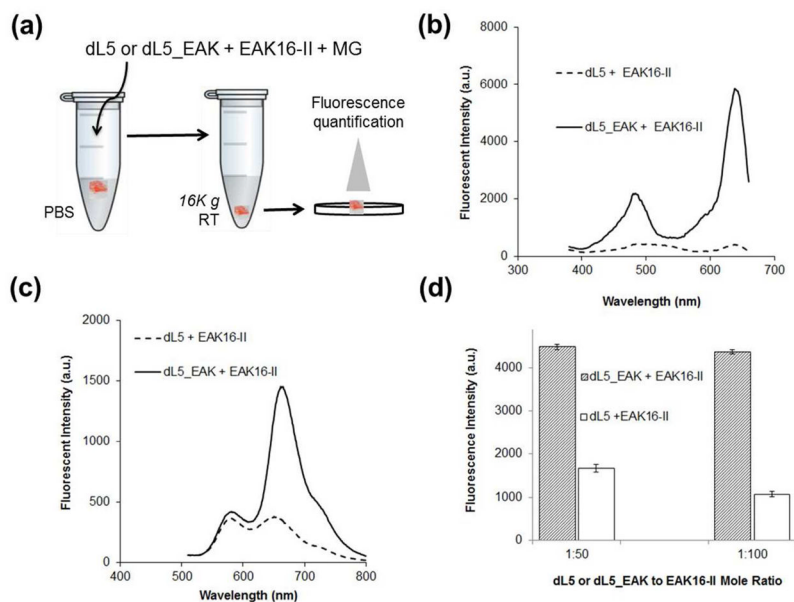 (a)
dL5 or dL5_EAK + EAK16-II + MG
Fluorescence
quantification
PBS
16K g
RT
(b)
Fluorescent Intensity (a.u.)
8000
6000
4000
2000
0
dL5 + EAK16-II
dL5_EAK + EAK16-II
300 400 500 600 700
Wavelength (nm)
(c)
Fluorescent Intensity (a.u.)
2000
1500
1000
500
0
dL5 + EAK16-II
dL5_EAK + EAK16-II
400 500 600 700 800
Wavelength (nm)
(d)
Fluorescence Intensity (a.u.)
4000
3000
2000
1000
0
dL5_EAK + EAK16-II
dL5 +EAK16-II
1:50 1:100
dL5 or dL5_EAK to EAK16-II Mole Ratio